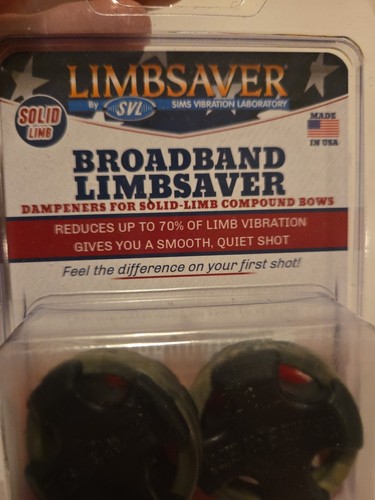 LIMBSAVER
By SVL SIMS VIBRATION LABORATORY
SOLID
LIMB
MADE
IN USA
BROADBAND
LIMBSAVER
DAMPENERS FOR SOLID-LIMB COMPOUND BOWS
REDUCES UP TO 70% OF LIMB VIBRATION
GIVES YOU A SMOOTH, QUIET SHOT
Feel the difference on your first shot!